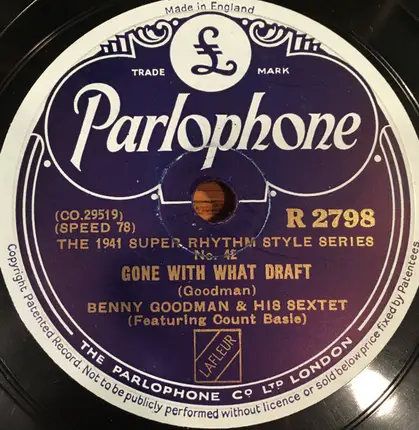 Made in England
£
TRADE MARK
Parlophone
(CO.29519)
(SPEED 78)
R 2798
THE 1941 SUPER RHYTHM STYLE SERIES
No. 42
GONE WITH WHAT DRAFT
(Goodman)
BENNY GOODMAN & HIS SEXTET
(Featuring Count Basie)
LAFLEUR
THE PARLOPHONE CO LTD LONDON
Copyright Patented Record. Not to be publicly performed without licence or sold below price fixed by Patentees